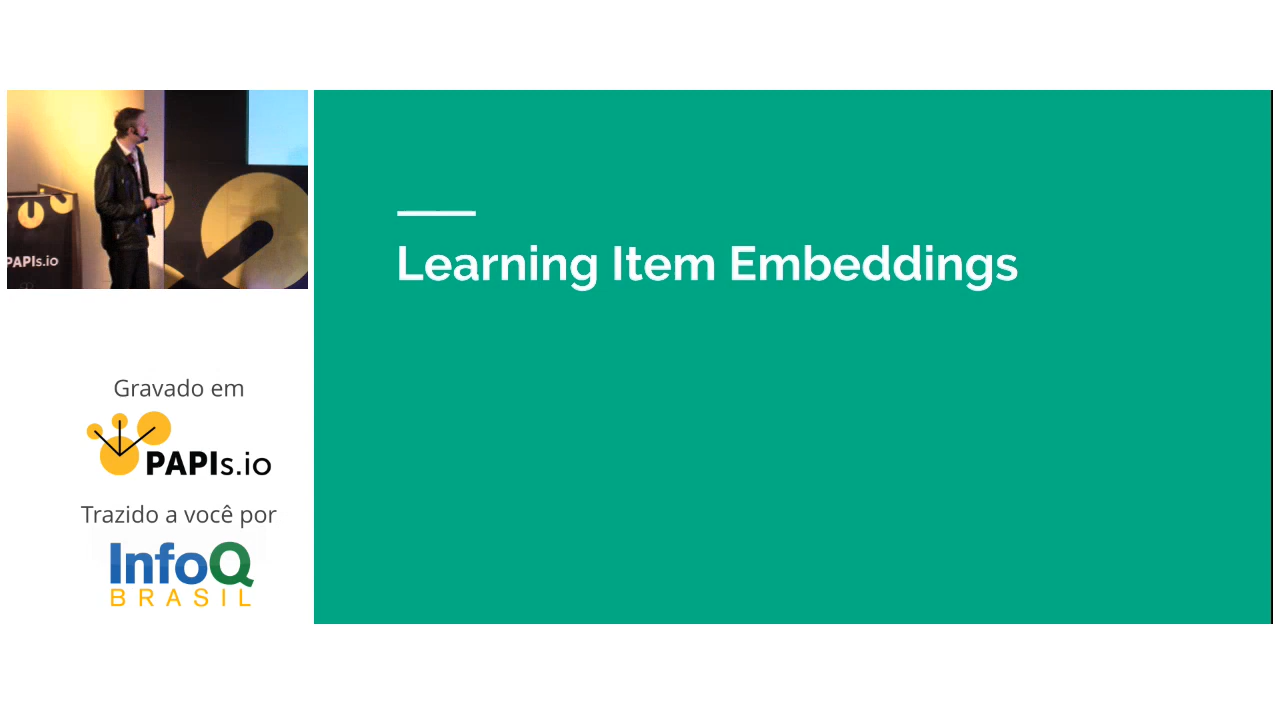 PAPIs.io
Learning Item Embeddings
Gravado em
PAPIs.io
Trazido a você por
InfoQ
BRASIL